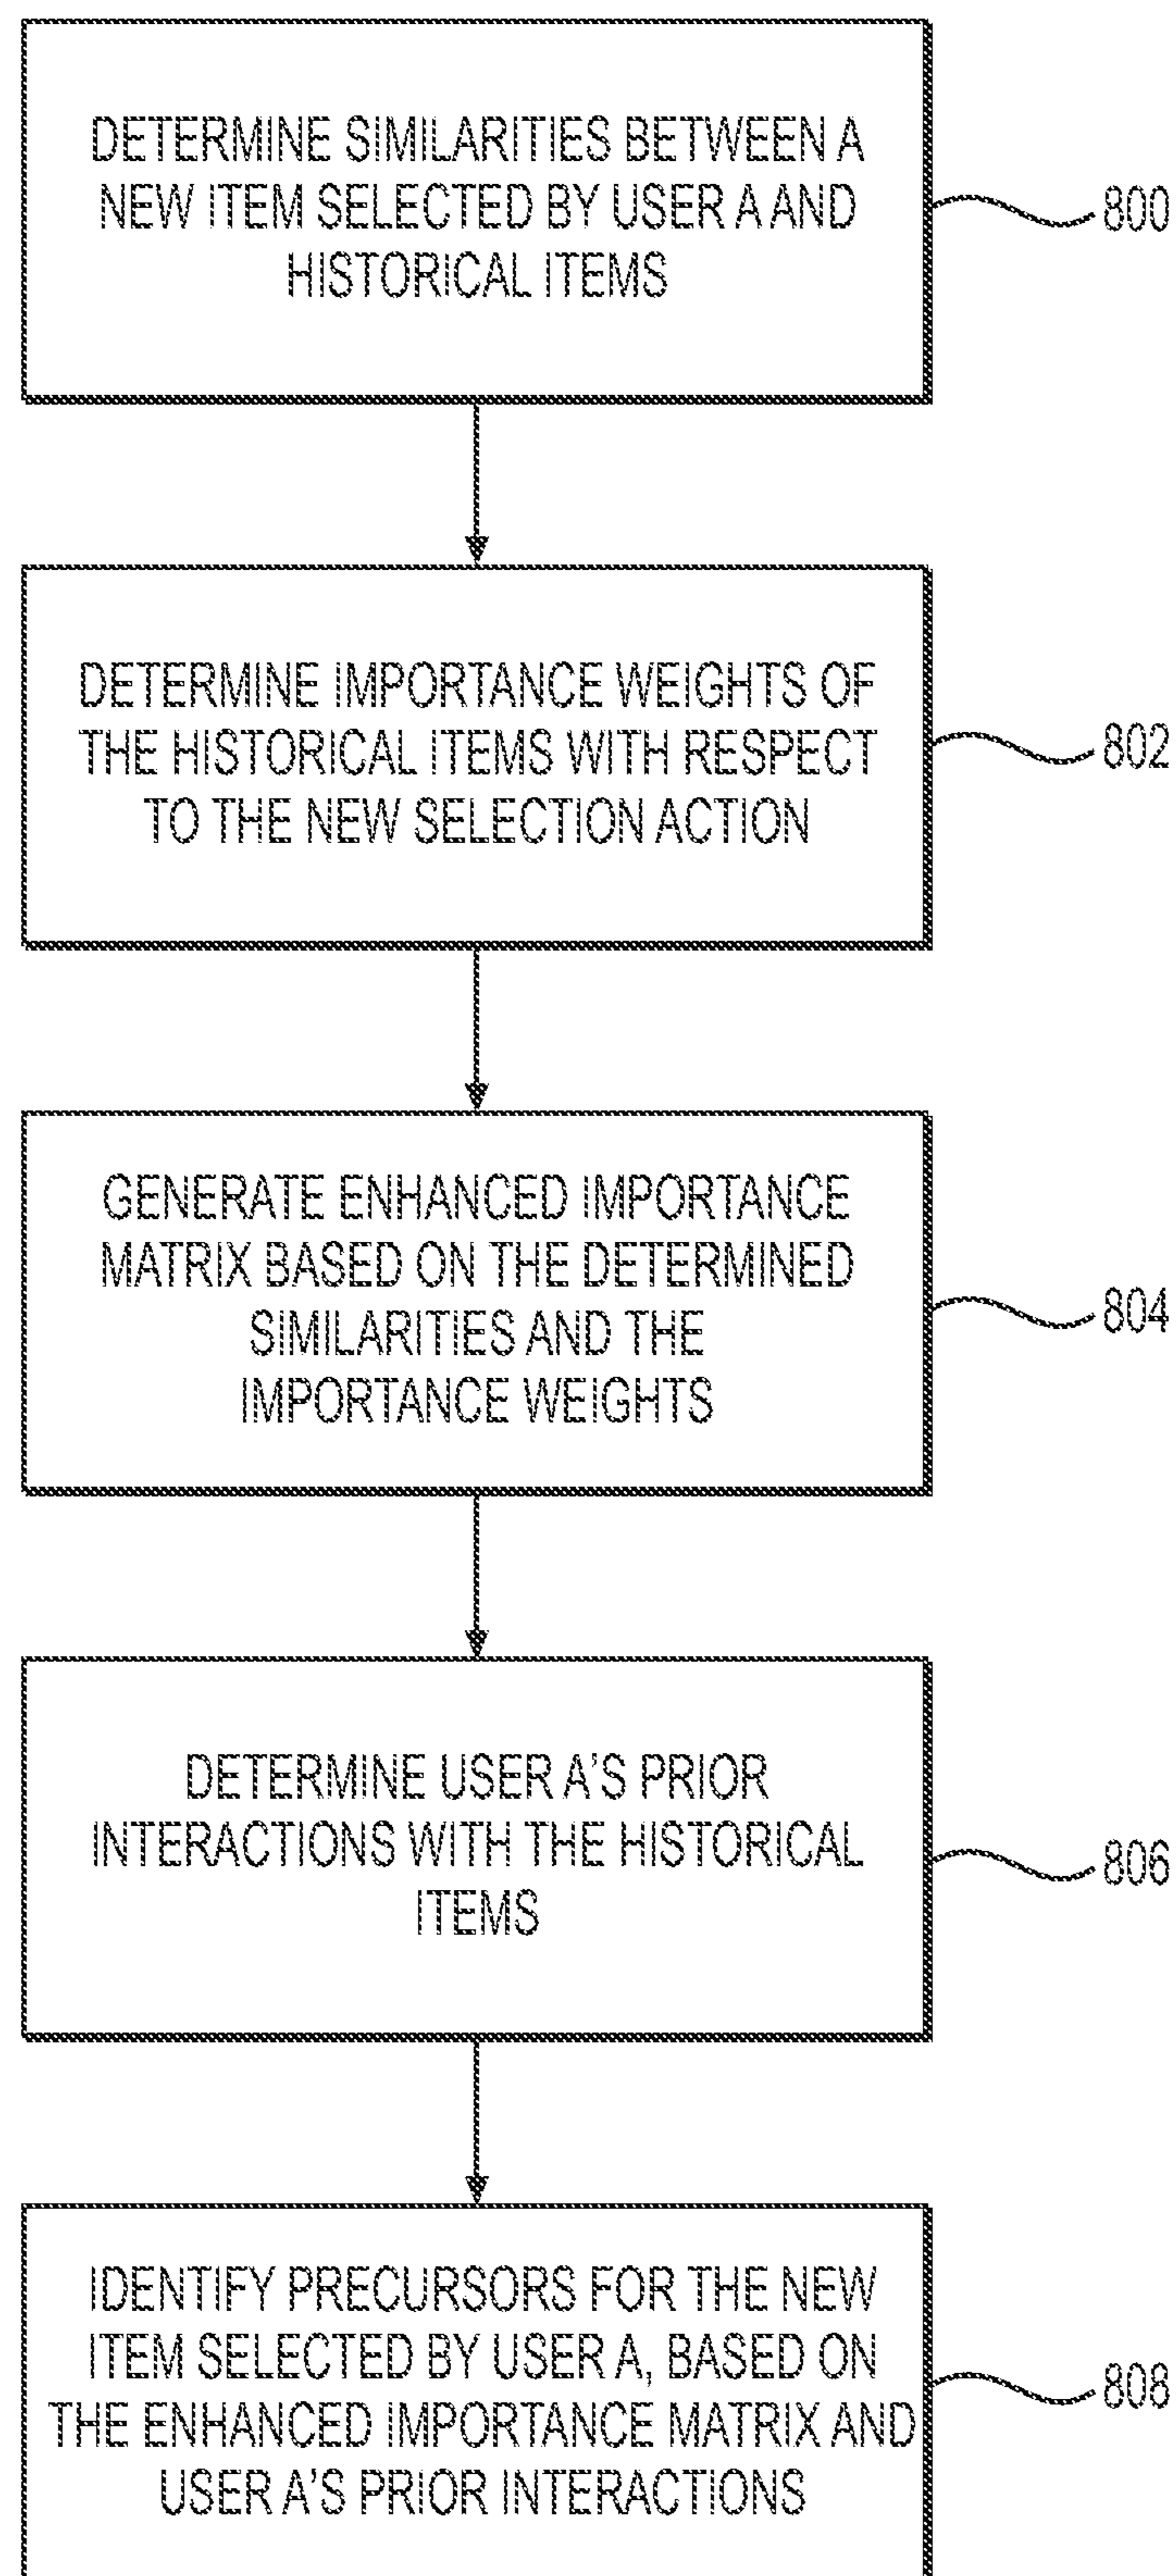 DETERMINE SIMILARITIES BETWEEN A
NEW ITEM SELECTED BY USER A AND
HISTORICAL ITEMS
800
DETERMINE IMPORTANCE WEIGHTS OF
THE HISTORICAL ITEMS WITH RESPECT
TO THE NEW SELECTION ACTION
802
GENERATE ENHANCED IMPORTANCE
MATRIX BASED ON THE DETERMINED
SIMILARITIES AND THE
IMPORTANCE WEIGHTS
804
DETERMINE USER A'S PRIOR
INTERACTIONS WITH THE HISTORICAL
ITEMS
806
IDENTIFY PRECURSORS FOR THE NEW
ITEM SELECTED BY USER A, BASED ON
THE ENHANCED IMPORTANCE MATRIX AND
USER A'S PRIOR INTERACTIONS
808